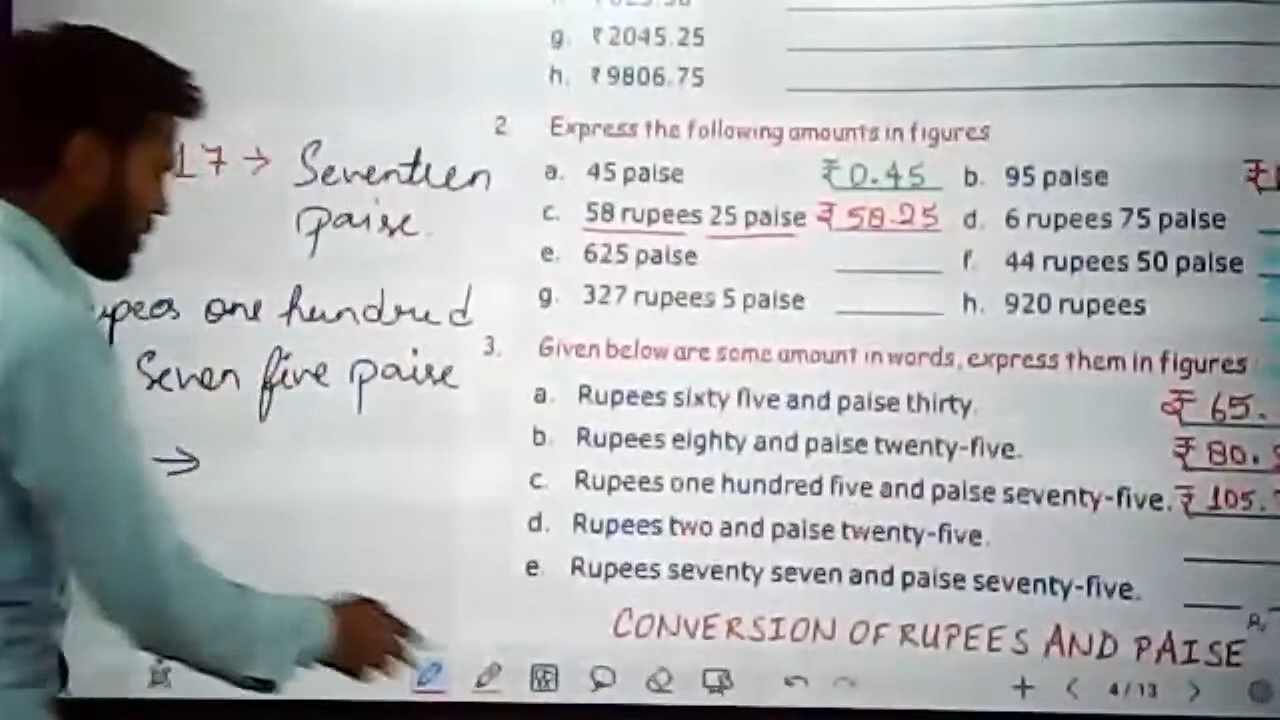 g. ₹2045.25
h. ₹9806.75
2 Express the following amounts in figures
17 → Seventeen
paise.
a. 45 paise ₹0.45 b. 95 paise ₹
c. 58 rupees 25 paise ₹58.25 d. 6 rupees 75 paise
e. 625 paise f. 44 rupees 50 paise
g. 327 rupees 5 paise h. 920 rupees
one hundred
Seven five paise
→
3. Given below are some amount in words, express them in figures
a. Rupees sixty five and paise thirty. ₹65.
b. Rupees eighty and paise twenty-five. ₹80.
c. Rupees one hundred five and paise seventy-five. ₹105.
d. Rupees two and paise twenty-five.
e. Rupees seventy seven and paise seventy-five.
CONVERSION OF RUPEES AND PAISE
4/13